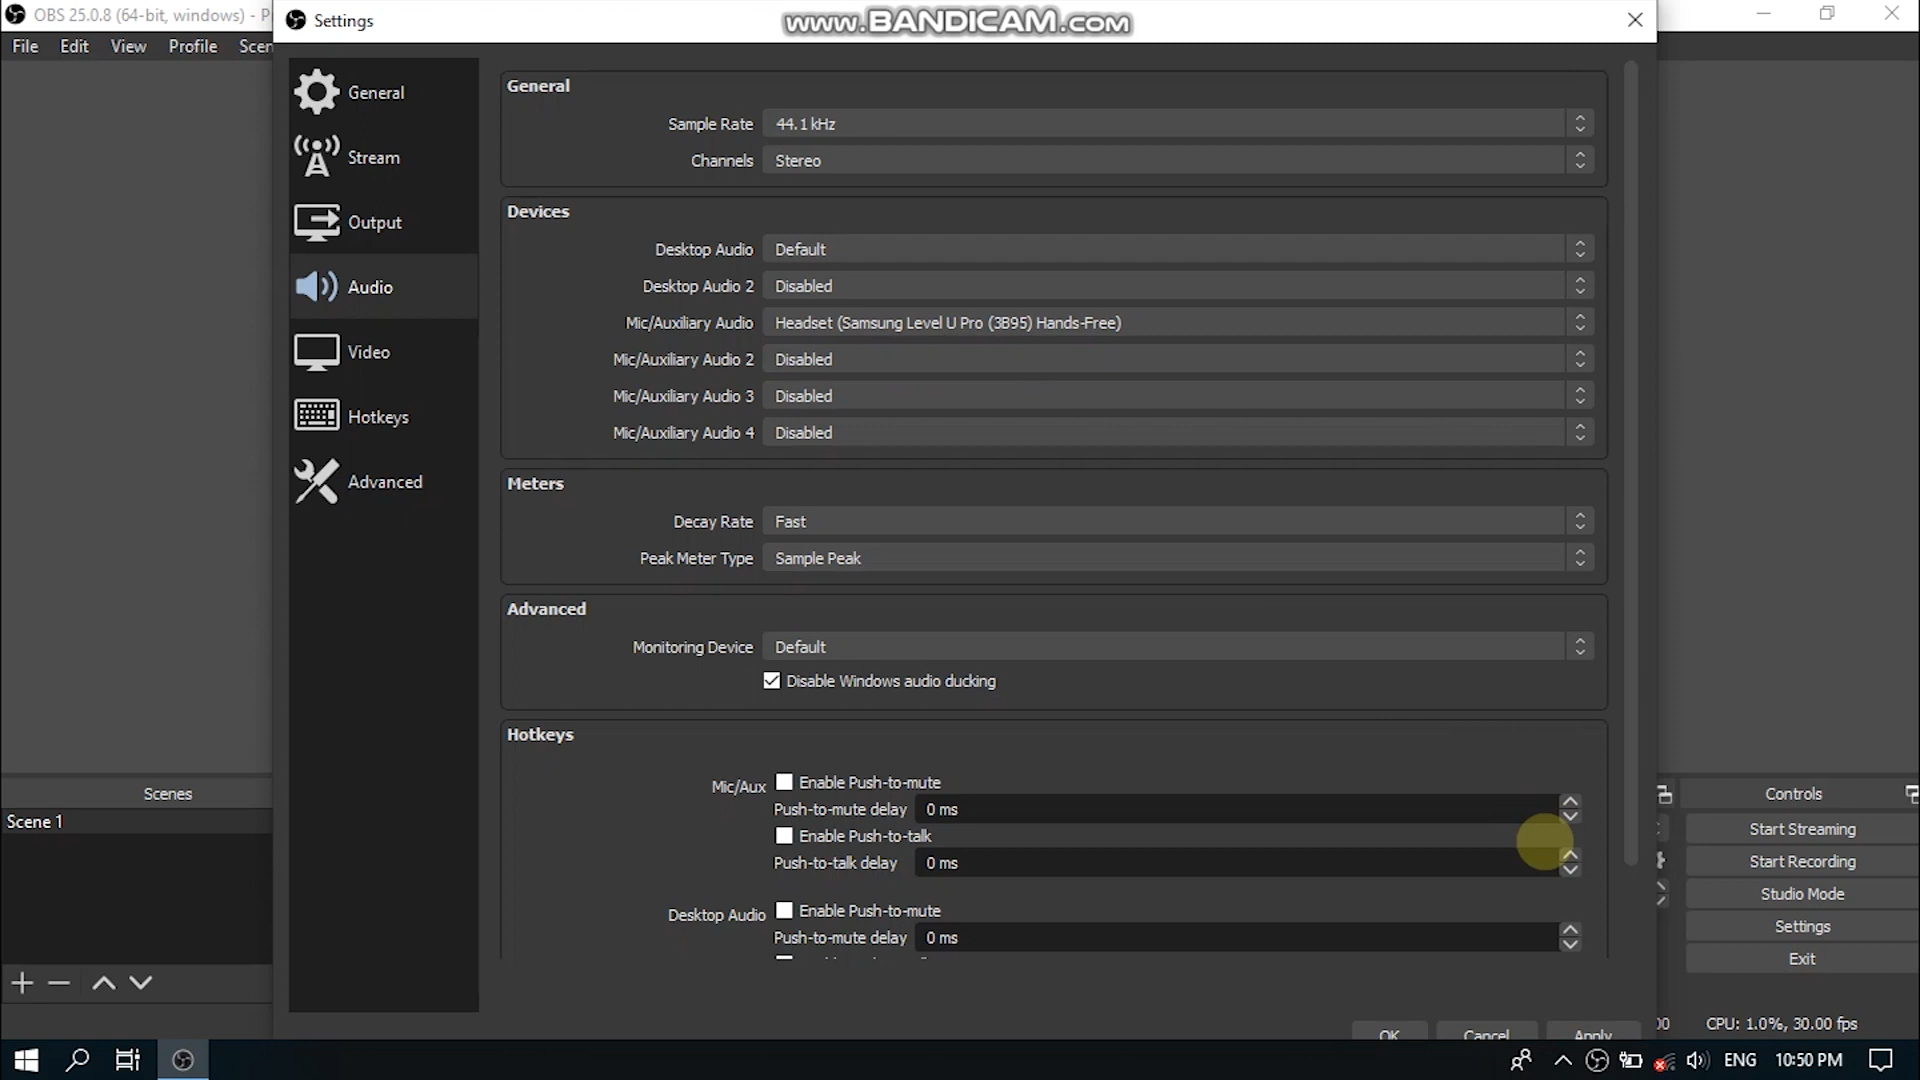 OBS 25.0.8 (64-bit, windows) - P
Settings
www.BANDICAM.com
File Edit View Profile Scen
General
Stream
Output
Audio
Video
Hotkeys
Advanced
General
Sample Rate 44.1 kHz
Channels Stereo
Devices
Desktop Audio Default
Desktop Audio 2 Disabled
Mic/Auxiliary Audio Headset (Samsung Level U Pro (3B95) Hands-Free)
Mic/Auxiliary Audio 2 Disabled
Mic/Auxiliary Audio 3 Disabled
Mic/Auxiliary Audio 4 Disabled
Meters
Decay Rate Fast
Peak Meter Type Sample Peak
Advanced
Monitoring Device Default
Disable Windows audio ducking
Hotkeys
Mic/Aux Enable Push-to-mute
Push-to-mute delay 0 ms
Enable Push-to-talk
Push-to-talk delay 0 ms
Desktop Audio Enable Push-to-mute
Push-to-mute delay 0 ms
OK Cancel Apply
Scenes
Scene 1
Controls
Start Streaming
Start Recording
Studio Mode
Settings
Exit
00 CPU: 1.0%, 30.00 fps
ENG 10:50 PM